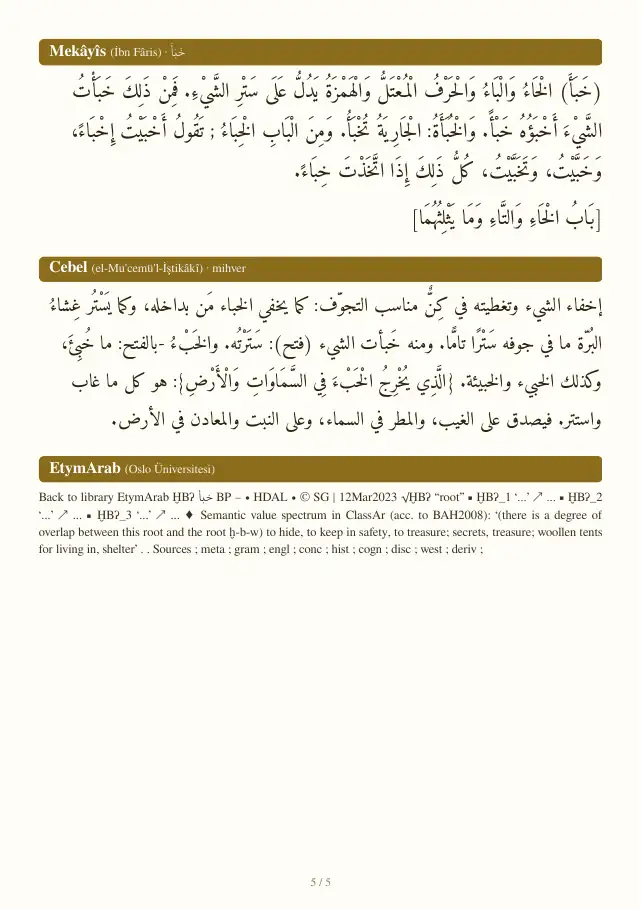 Mekâyîs (İbn Fâris) · خَبَأَ
(خَبَأَ) الْخَاءُ وَالْبَاءُ وَالْحَرْفُ الْمُعْتَلُّ وَالْهَمْزَةُ يَدُلُّ عَلَى سَتْرِ الشَّيْءِ. فَمِنْ ذَلِكَ خَبَأْتُ
الشَّيْءَ أَخْبَؤُهُ خَبْأً. وَالْخُبَأَةُ: الْجَارِيَةُ تُخْبَأُ. وَمِنَ الْبَابِ الْخِبَاءُ ; تَقُولُ أَخْبَيْتُ إِخْبَاءً،
وَخَبَّيْتُ، وَتَخَبَّيْتُ، كُلُّ ذَلِكَ إِذَا اتَّخَذْتَ خِبَاءً.
[بَابُ الْخَاءِ وَالتَّاءِ وَمَا يَثْلِثُهُمَا]
Cebel (el-Mu'cemü'l-İştikâkî) · mihver
إخفاء الشيء وتغطيته في كِنٌّ مناسب التجوّف: كما يخفي الخباء مَن بداخله، وكما يَسْتُر غِشاءُ
البُرّة ما في جوفه سَتْرًا تامًّا. ومنه خَبأت الشيء (فتح): سَتَرْتُه. والخَبْءُ -بالفتح: ما خُبِئَ،
وكذلك الخبيء والخبيئة. {الَّذِي يُخْرِجُ الْخَبْءَ فِي السَّمَاوَاتِ وَالْأَرْضِ}: هو كل ما غاب
واستتر. فيصدق على الغيب، والمطر في السماء، وعلى النبت والمعادن في الأرض.
EtymArab (Oslo Üniversitesi)
Back to library EtymArab ḪBʔ خبأ BP – • HDAL • © SG | 12Mar2023 √ḪBʔ “root” ▪ ḪBʔ_1 ‘...’ ↗ ... ▪ ḪBʔ_2
‘...’ ↗ ... ▪ ḪBʔ_3 ‘...’ ↗ ... ♦ Semantic value spectrum in ClassAr (acc. to BAH2008): ‘(there is a degree of
overlap between this root and the root ḫ-b-w) to hide, to keep in safety, to treasure; secrets, treasure; woollen tents
for living in, shelter’ . . Sources ; meta ; gram ; engl ; conc ; hist ; cogn ; disc ; west ; deriv ;
5 / 5